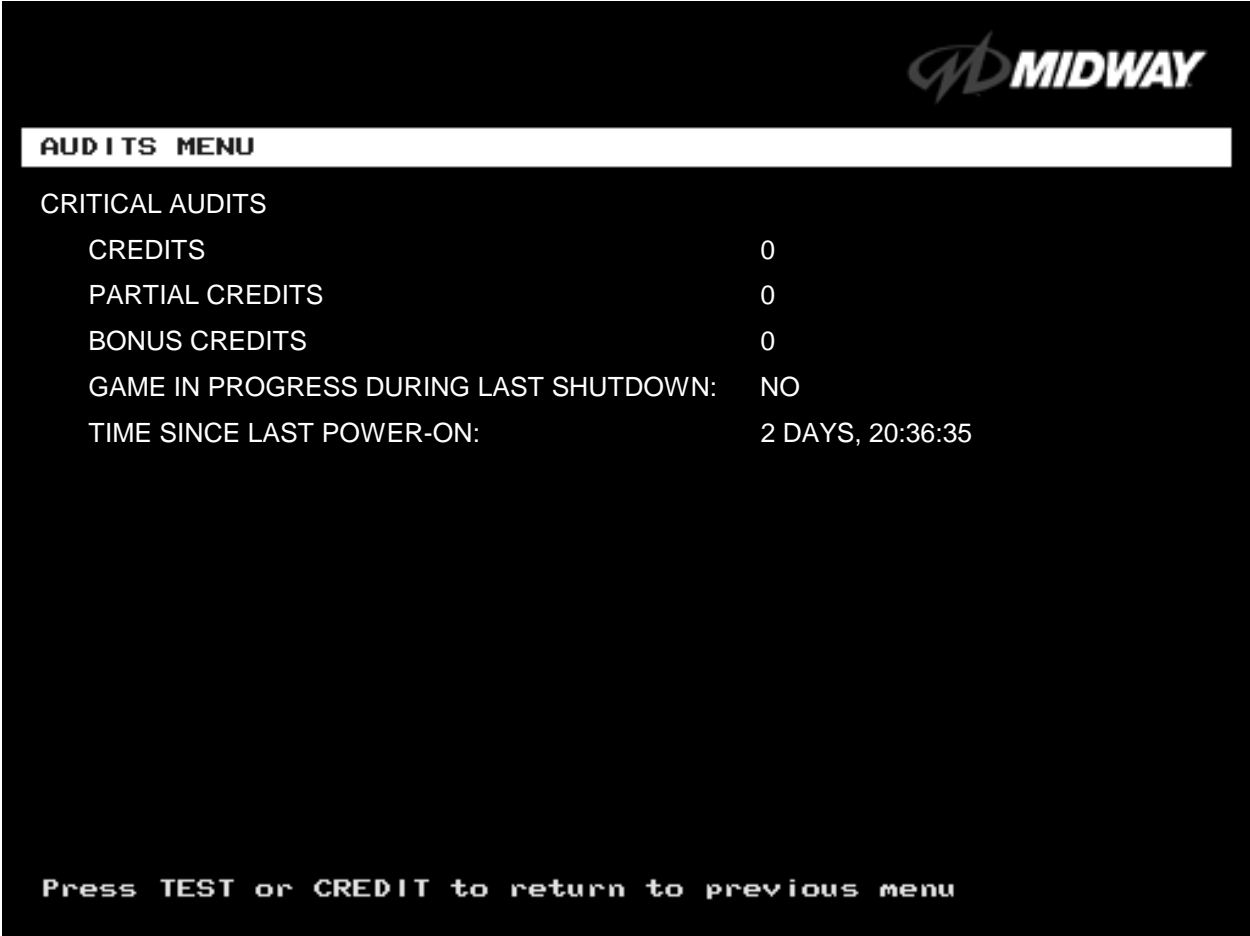 MIDWAY
AUDITS MENU
CRITICAL AUDITS
CREDITS 0
PARTIAL CREDITS 0
BONUS CREDITS 0
GAME IN PROGRESS DURING LAST SHUTDOWN: NO
TIME SINCE LAST POWER-ON: 2 DAYS, 20:36:35
Press TEST or CREDIT to return to previous menu